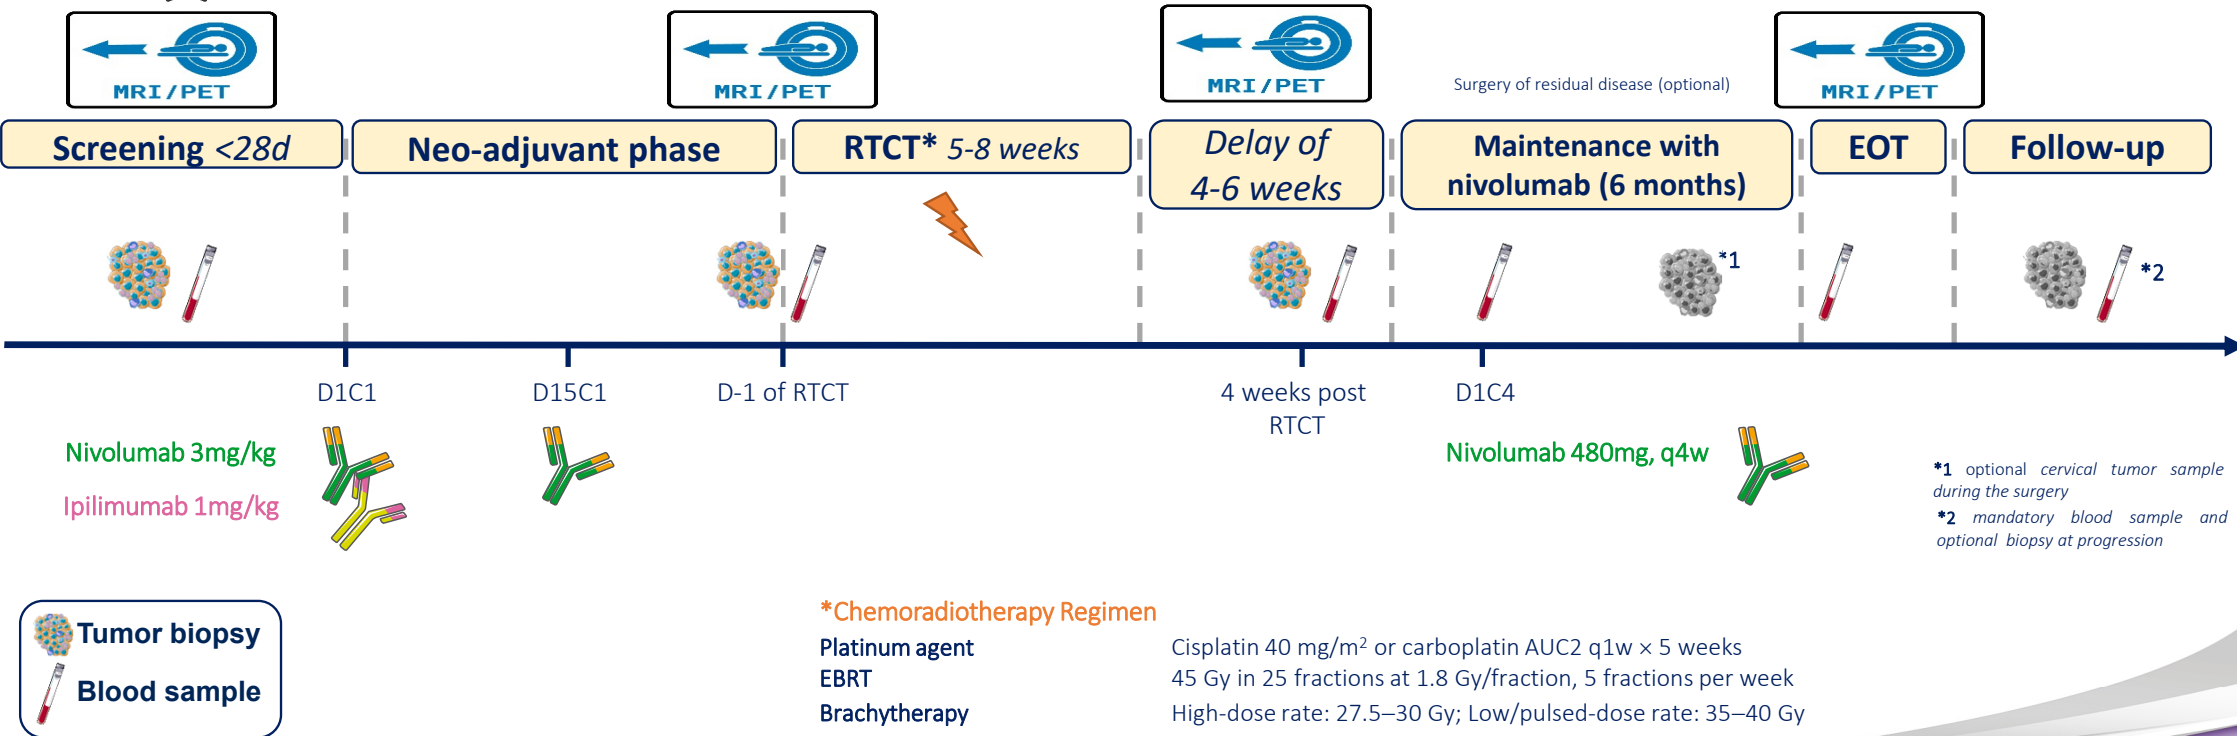 MRI/PET
MRI/PET
MRI/PET
MRI/PET
Surgery of residual disease (optional)
Screening <28d
Neo-adjuvant phase
RTCT* 5-8 weeks
Delay of
4-6 weeks
Maintenance with
nivolumab (6 months)
EOT
Follow-up
*1
*2
D1C1
D15C1
D-1 of RTCT
4 weeks post
RTCT
D1C4
Nivolumab 3mg/kg
Ipilimumab 1mg/kg
Nivolumab 480mg, q4w
*1 optional cervical tumor sample
during the surgery
*2 mandatory blood sample and
optional biopsy at progression
Tumor biopsy
Blood sample
*Chemoradiotherapy Regimen
Platinum agent Cisplatin 40 mg/m² or carboplatin AUC2 q1w × 5 weeks
EBRT 45 Gy in 25 fractions at 1.8 Gy/fraction, 5 fractions per week
Brachytherapy High-dose rate: 27.5–30 Gy; Low/pulsed-dose rate: 35–40 Gy